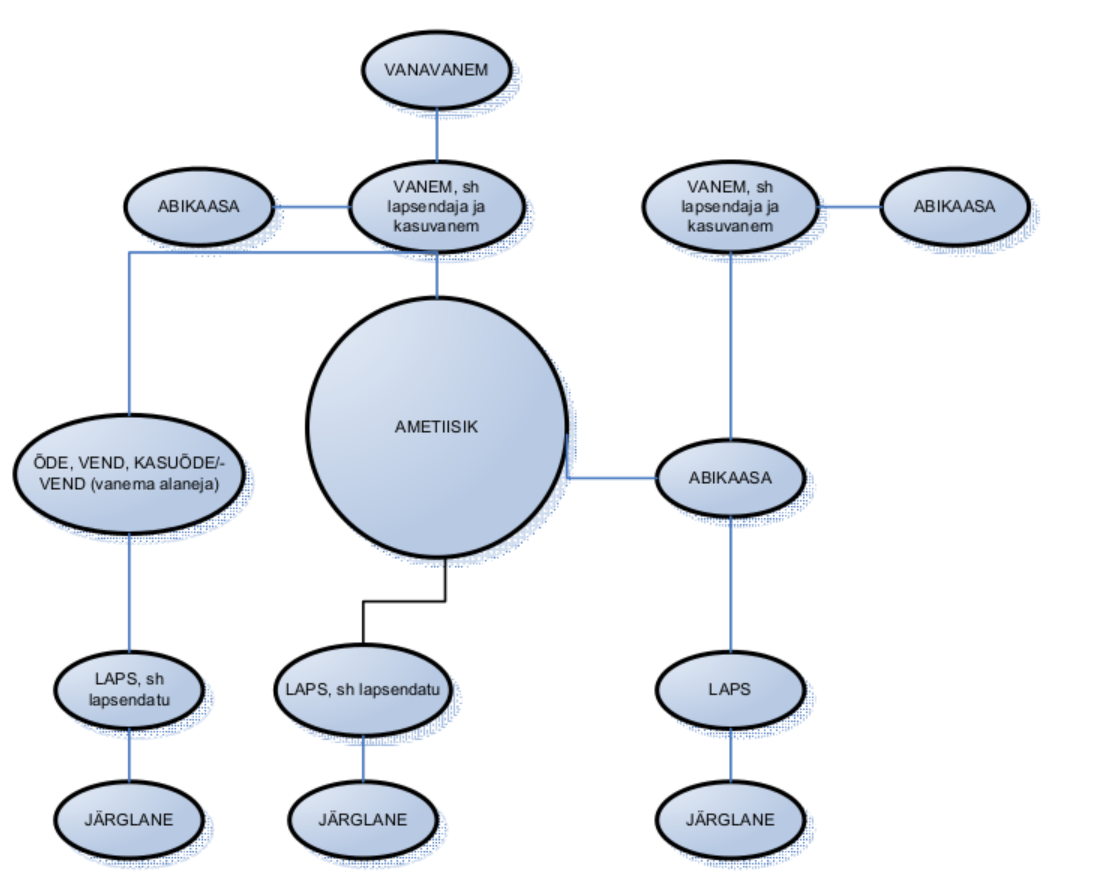 VANAVANEM
ABIKAASA
VANEM, sh
lapsendaja ja
kasuvanem
VANEM, sh
lapsendaja ja
kasuvanem
ABIKAASA
AMETIISIK
ÕDE, VEND, KASUÕDE/-
VEND (vanema alaneja)
ABIKAASA
LAPS, sh
lapsendatu
LAPS, sh lapsendatu
LAPS
JÄRGLANE
JÄRGLANE
JÄRGLANE